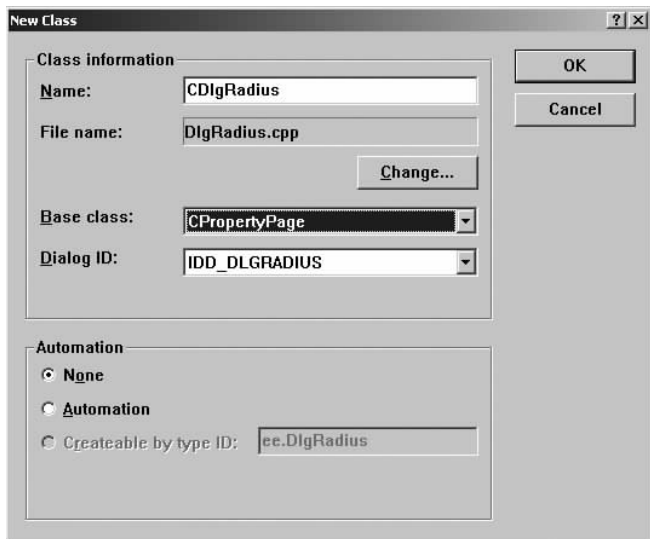 New Class
Class information
Name:
CDlgRadius
File name:
DlgRadius.cpp
Change...
Base class:
CPropertyPage
Dialog ID:
IDD_DLGRADIUS
OK
Cancel
Automation
None
Automation
Createable by type ID:
ee.DlgRadius